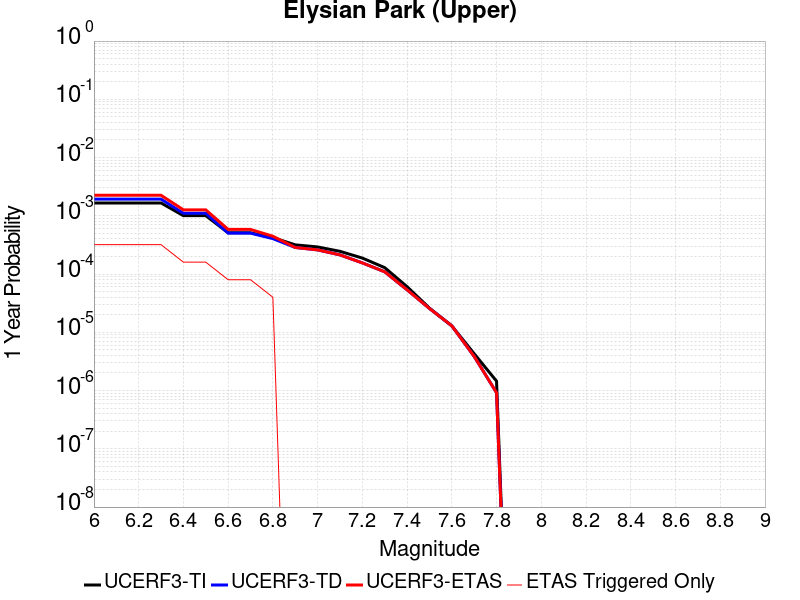 Elysian Park (Upper)
10^0
10^-1
10^-2
10^-3
10^-4
10^-5
10^-6
10^-7
10^-8
1 Year Probability
6 6.2 6.4 6.6 6.8 7 7.2 7.4 7.6 7.8 8 8.2 8.4 8.6 8.8 9
Magnitude
UCERF3-TI UCERF3-TD UCERF3-ETAS ETAS Triggered Only